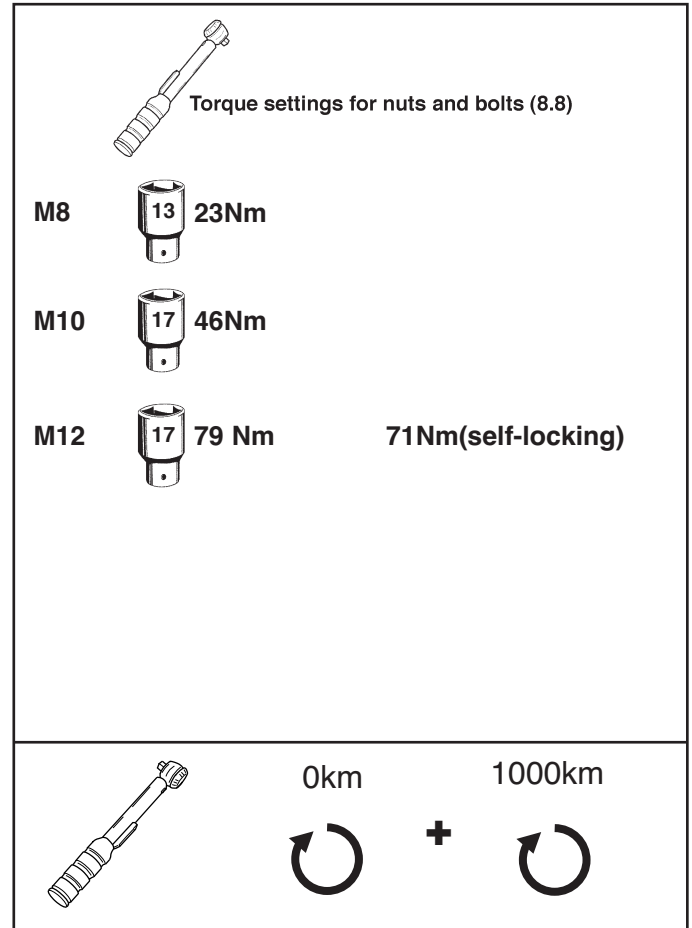 Torque settings for nuts and bolts (8.8)
M8 13 23Nm
M10 17 46Nm
M12 17 79 Nm 71Nm(self-locking)
0km 1000km
+